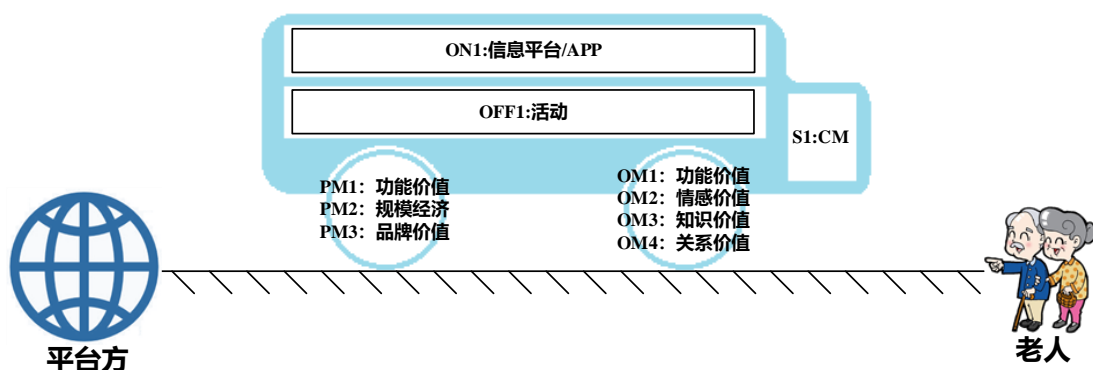 ON1:信息平台/APP
OFF1:活动
S1:CM
PM1：功能价值
PM2：规模经济
PM3：品牌价值
OM1：功能价值
OM2：情感价值
OM3：知识价值
OM4：关系价值
平台方
老人